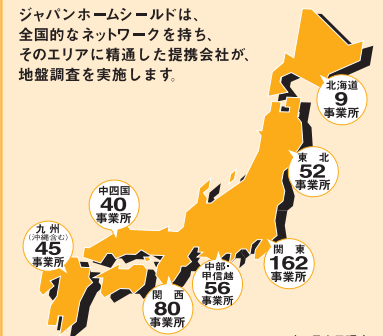 ジャパンホームシールドは、
全国的なネットワークを持ち、
そのエリアに精通した提携会社が、
地盤調査を実施します。
北海道
9
事業所
東北
52
事業所
中四国
40
事業所
九州
(沖縄含む)
45
事業所
関東
162
事業所
中部・
甲信越
56
事業所
関西
80
事業所